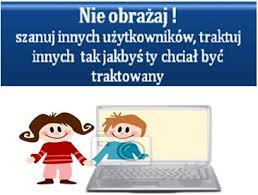 Nie obrażaj !
szanuj innych użytkowników, traktuj
innych tak jakbyś ty chciał być
traktowany